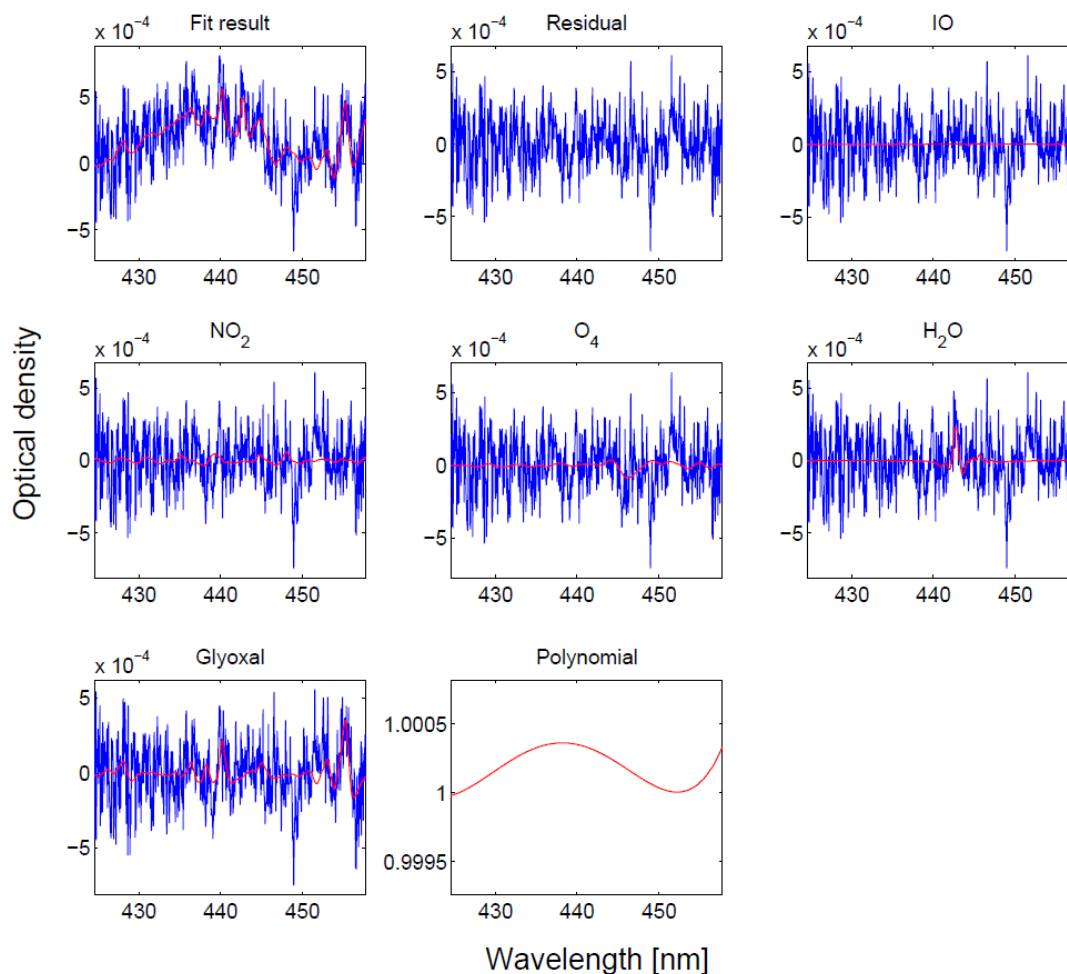 Fit result
Residual
IO
x 10⁻⁴
x 10⁻⁴
x 10⁻⁴
5
0
−5
430 440 450
5
0
−5
430 440 450
5
0
−5
430 440 450
NO₂
O₄
H₂O
x 10⁻⁴
x 10⁻⁴
x 10⁻⁴
5
0
−5
430 440 450
5
0
−5
430 440 450
5
0
−5
430 440 450
Optical density
Glyoxal
Polynomial
x 10⁻⁴
5
0
−5
430 440 450
1.0005
1
0.9995
430 440 450
Wavelength [nm]